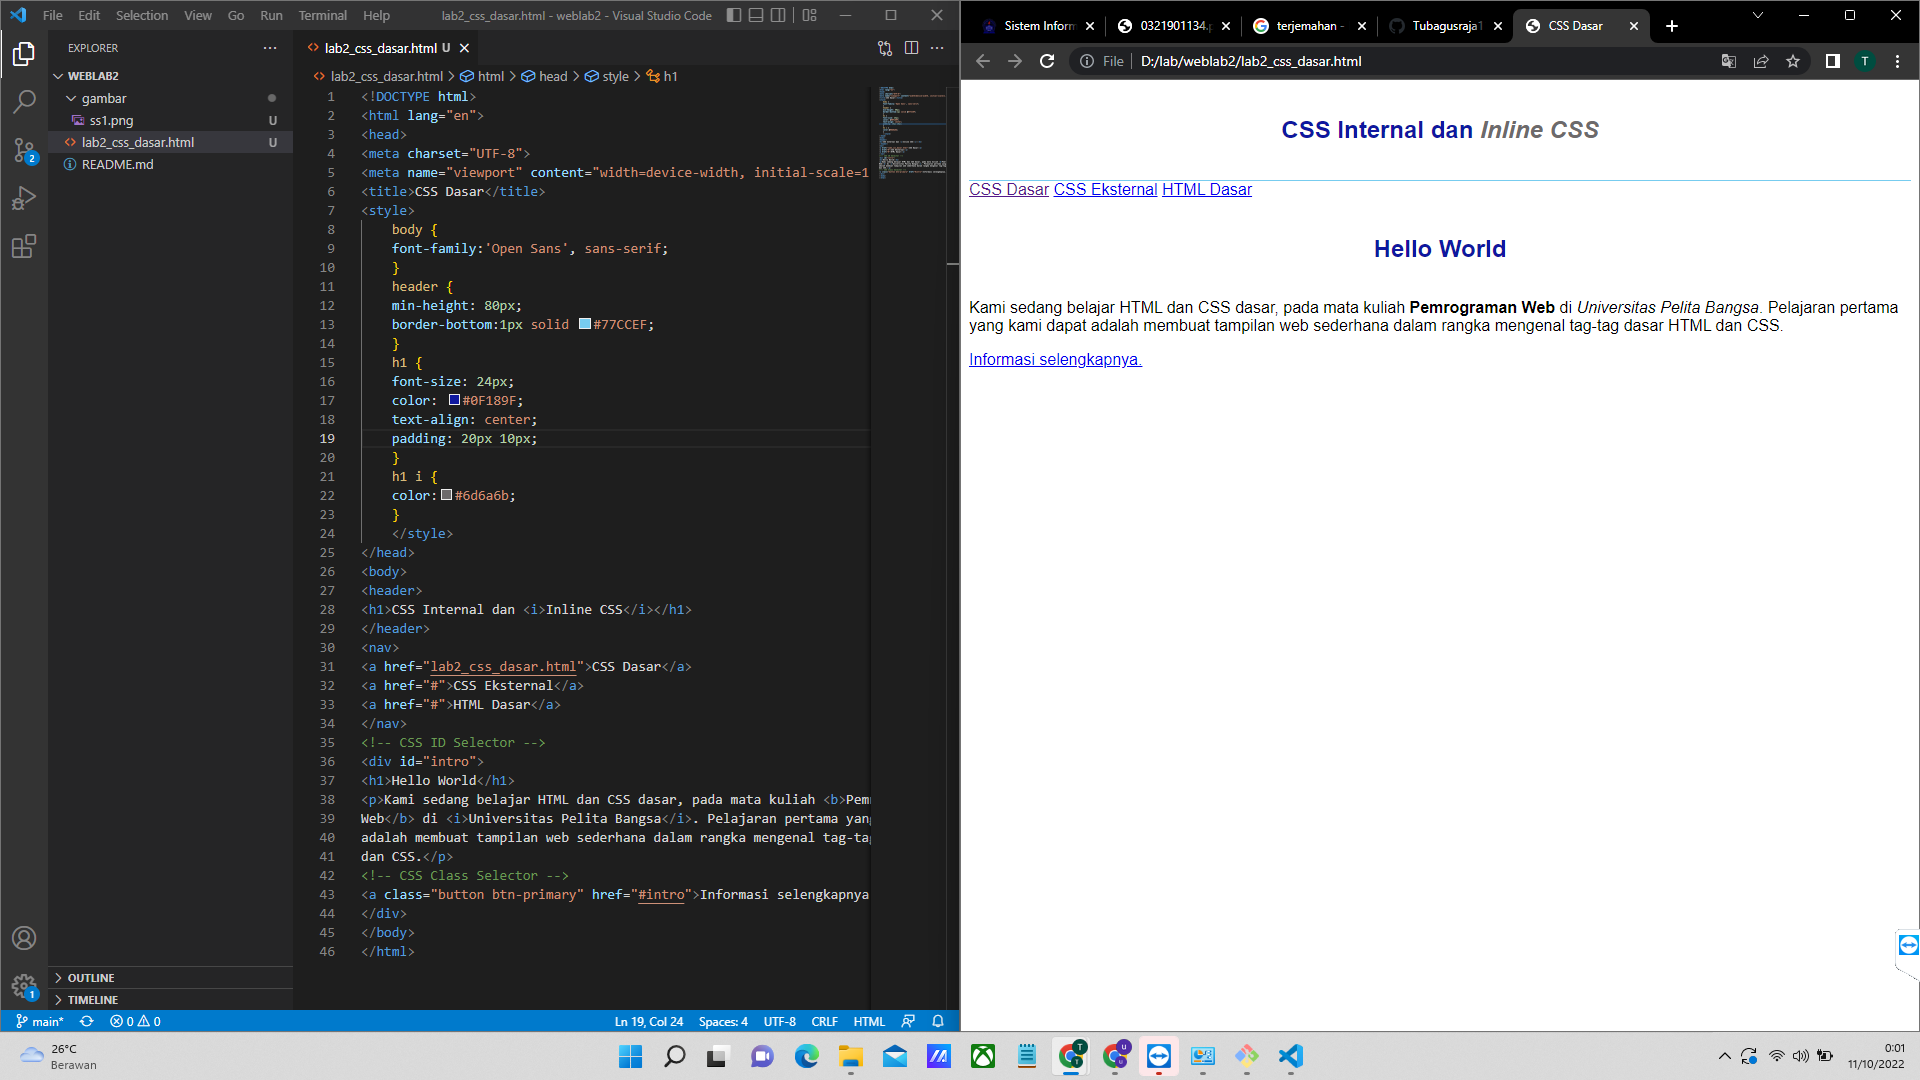 File Edit Selection View Go Run Terminal Help lab2_css_dasar.html - weblab2 - Visual Studio Code
EXPLORER
WEBLAB2
gambar
ss1.png U
lab2_css_dasar.html U
README.md
OUTLINE
TIMELINE
lab2_css_dasar.html U
lab2_css_dasar.html > html > head > style > h1
1 <!DOCTYPE html>
2 <html lang="en">
3 <head>
4 <meta charset="UTF-8">
5 <meta name="viewport" content="width=device-width, initial-scale=1
6 <title>CSS Dasar</title>
7 <style>
8 body {
9 font-family:'Open Sans', sans-serif;
10 }
11 header {
12 min-height: 80px;
13 border-bottom:1px solid #77CCEF;
14 }
15 h1 {
16 font-size: 24px;
17 color: #0F189F;
18 text-align: center;
19 padding: 20px 10px;
20 }
21 h1 i {
22 color:#6d6a6b;
23 }
24 </style>
25 </head>
26 <body>
27 <header>
28 <h1>CSS Internal dan <i>Inline CSS</i></h1>
29 </header>
30 <nav>
31 <a href="lab2_css_dasar.html">CSS Dasar</a>
32 <a href="#">CSS Eksternal</a>
33 <a href="#">HTML Dasar</a>
34 </nav>
35 <!-- CSS ID Selector -->
36 <div id="intro">
37 <h1>Hello World</h1>
38 <p>Kami sedang belajar HTML dan CSS dasar, pada mata kuliah <b>Pem
39 Web</b> di <i>Universitas Pelita Bangsa</i>. Pelajaran pertama yang
40 adalah membuat tampilan web sederhana dalam rangka mengenal tag-tag
41 dan CSS.</p>
42 <!-- CSS Class Selector -->
43 <a class="button btn-primary" href="#intro">Informasi selengkapnya
44 </div>
45 </body>
46 </html>
2
1
main* 0 0 Ln 19, Col 24 Spaces: 4 UTF-8 CRLF HTML
Sistem Inform 0321901134. terjemahan - Tubagusraja1 CSS Dasar
File | D:/lab/weblab2/lab2_css_dasar.html T
CSS Internal dan Inline CSS
CSS Dasar CSS Eksternal HTML Dasar
Hello World
Kami sedang belajar HTML dan CSS dasar, pada mata kuliah Pemrograman Web di Universitas Pelita Bangsa. Pelajaran pertama
yang kami dapat adalah membuat tampilan web sederhana dalam rangka mengenal tag-tag dasar HTML dan CSS.
Informasi selengkapnya.
26°C
Berawan
0:01
11/10/2022